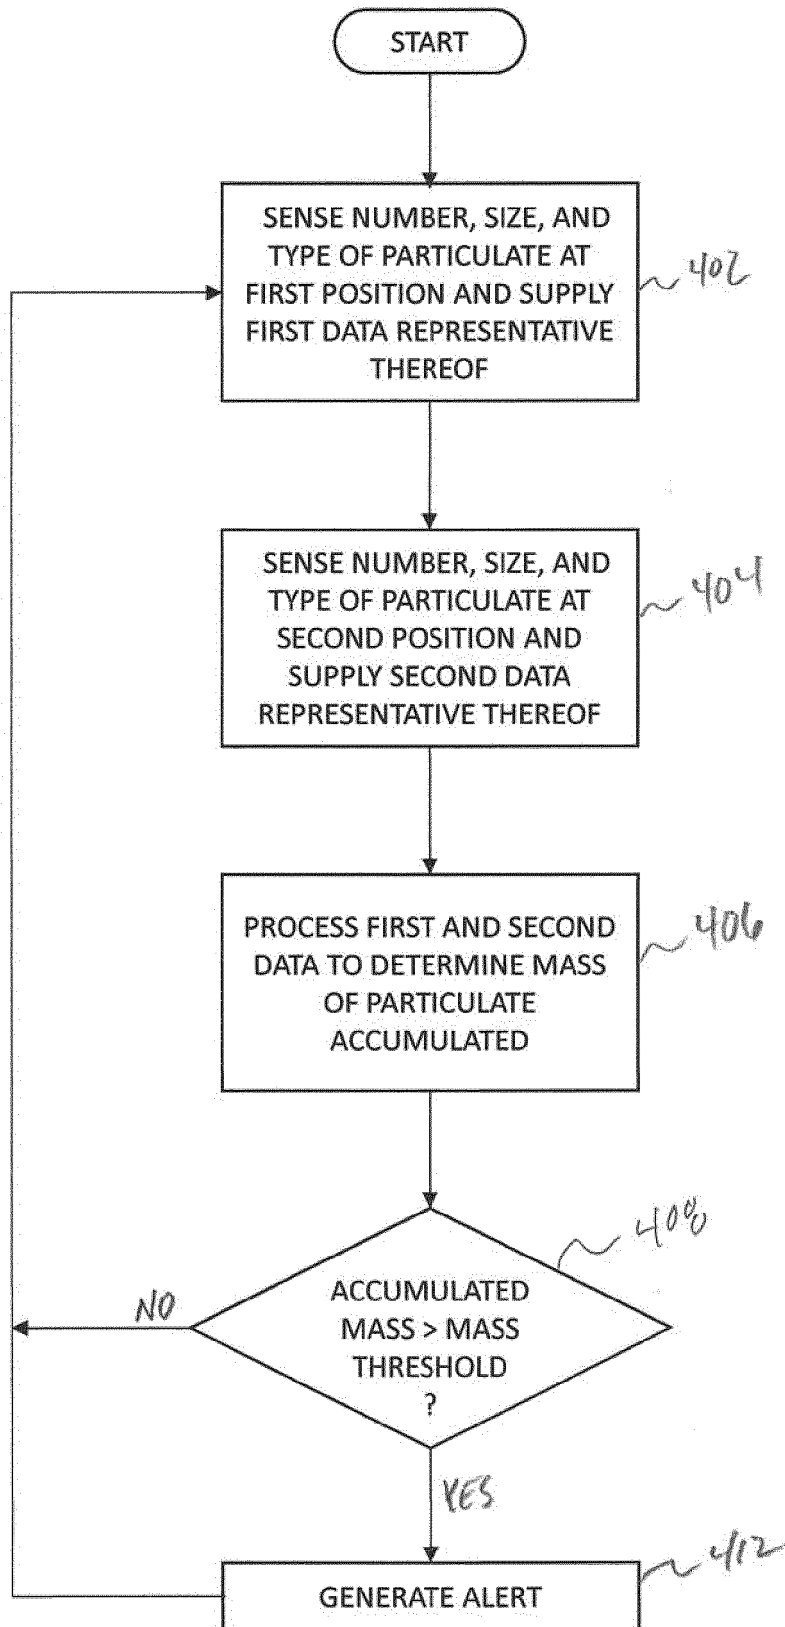 START
SENSE NUMBER, SIZE, AND
TYPE OF PARTICULATE AT
FIRST POSITION AND SUPPLY
FIRST DATA REPRESENTATIVE
THEREOF
402
SENSE NUMBER, SIZE, AND
TYPE OF PARTICULATE AT
SECOND POSITION AND
SUPPLY SECOND DATA
REPRESENTATIVE THEREOF
404
PROCESS FIRST AND SECOND
DATA TO DETERMINE MASS
OF PARTICULATE
ACCUMULATED
406
ACCUMULATED
MASS > MASS
THRESHOLD
?
408
NO
YES
GENERATE ALERT
412